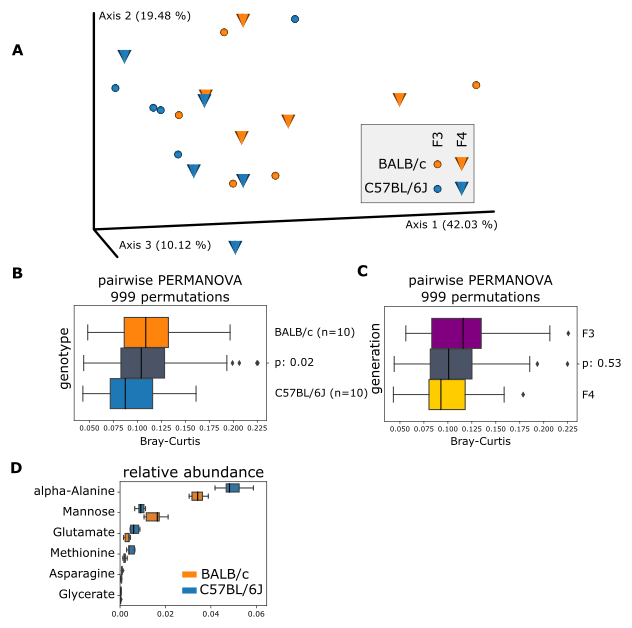 Axis 2 (19.48 %)
A
F3
F4
BALB/c
C57BL/6J
Axis 1 (42.03 %)
Axis 3 (10.12 %)
B
pairwise PERMANOVA
999 permutations
genotype
BALB/c (n=10)
p: 0.02
C57BL/6J (n=10)
0.050 0.075 0.100 0.125 0.150 0.175 0.200 0.225
Bray-Curtis
C
pairwise PERMANOVA
999 permutations
generation
F3
p: 0.53
F4
0.050 0.075 0.100 0.125 0.150 0.175 0.200 0.225
Bray-Curtis
D
relative abundance
alpha-Alanine
Mannose
Glutamate
Methionine
Asparagine
Glycerate
BALB/c
C57BL/6J
0.00 0.02 0.04 0.06